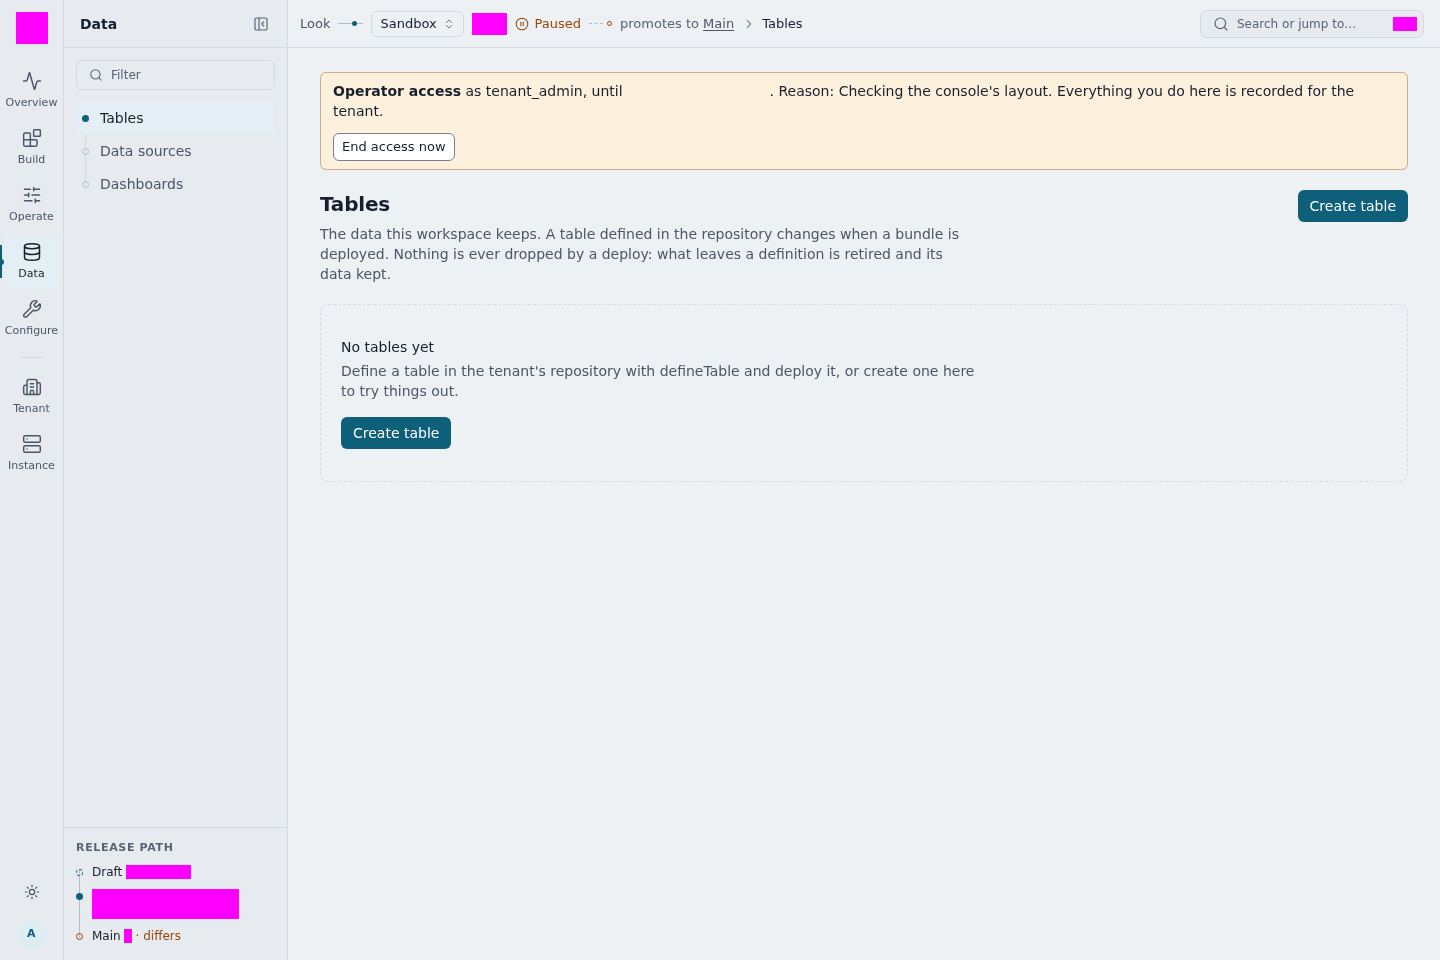 Data
Look
Sandbox
Paused
promotes to Main
Tables
Search or jump to…
Overview
Build
Operate
Data
Configure
Tenant
Instance
A
Filter
Tables
Data sources
Dashboards
RELEASE PATH
Draft
Main · differs
Operator access as tenant_admin, until . Reason: Checking the console's layout. Everything you do here is recorded for the
tenant.
End access now
Tables
Create table
The data this workspace keeps. A table defined in the repository changes when a bundle is
deployed. Nothing is ever dropped by a deploy: what leaves a definition is retired and its
data kept.
No tables yet
Define a table in the tenant's repository with defineTable and deploy it, or create one here
to try things out.
Create table